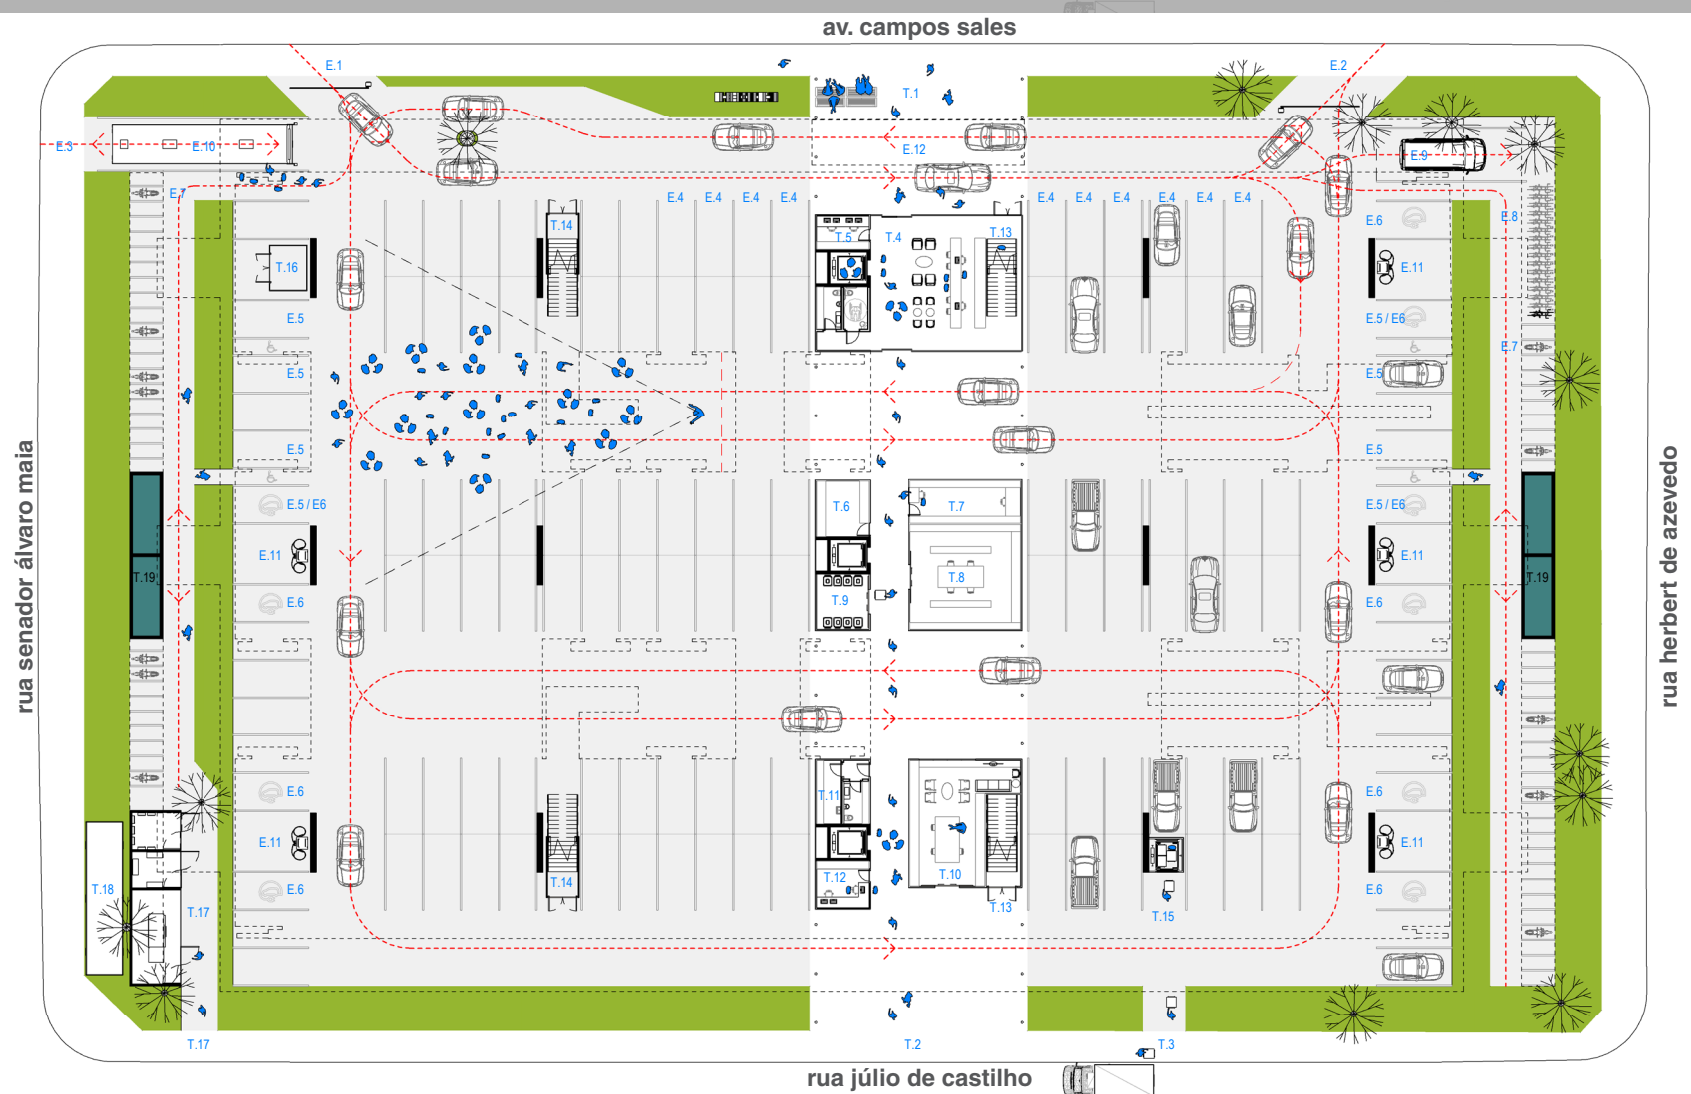 av. campos sales
E.1
E.2
T.1
E.3
E.10
E.12
E.9
E.7
E.4
E.4
E.4
E.4
E.4
E.4
E.4
E.4
E.4
E.4
E.8
T.14
T.5
T.4
T.13
E.6
T.16
E.11
E.5
E.5 / E6
E.7
E.5
E.5
E.5
E.5
E.5 / E6
T.6
T.7
E.5 / E6
E.11
E.11
T.19
T.8
T.19
E.6
T.9
E.6
rua senador álvaro maia
rua herbert de azevedo
E.6
T.11
E.6
E.11
E.11
T.18
E.6
T.14
T.12
T.10
E.6
T.17
T.13
T.15
T.17
T.2
T.3
rua júlio de castilho